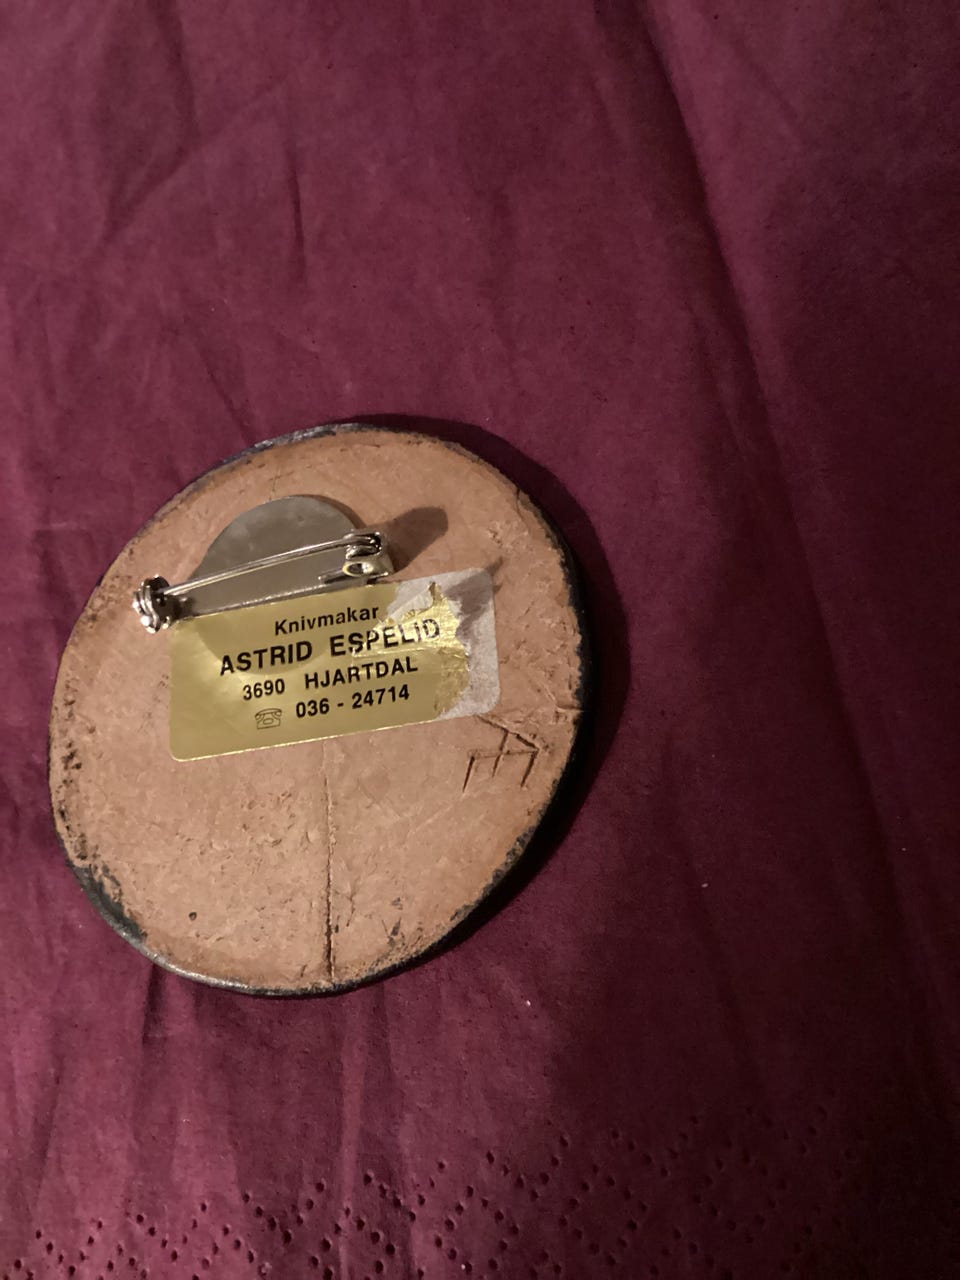 Knivmakar
ASTRID ESPELID
3690 HJARTDAL
☏ 036 - 24714